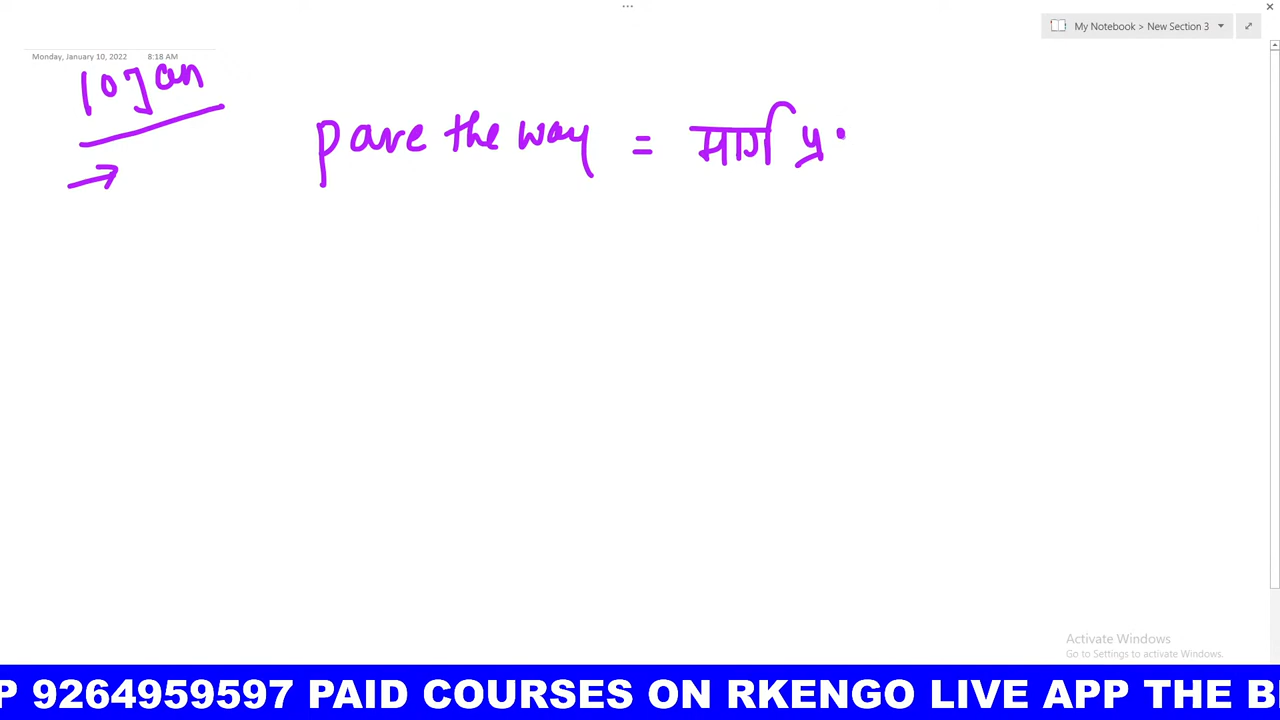 ...
My Notebook > New Section 3
Monday, January 10, 2022 8:18 AM
10 Jan
pave the way = मार्ग प्र
Activate Windows
Go to Settings to activate Windows.
P 9264959597 PAID COURSES ON RKENGO LIVE APP THE B